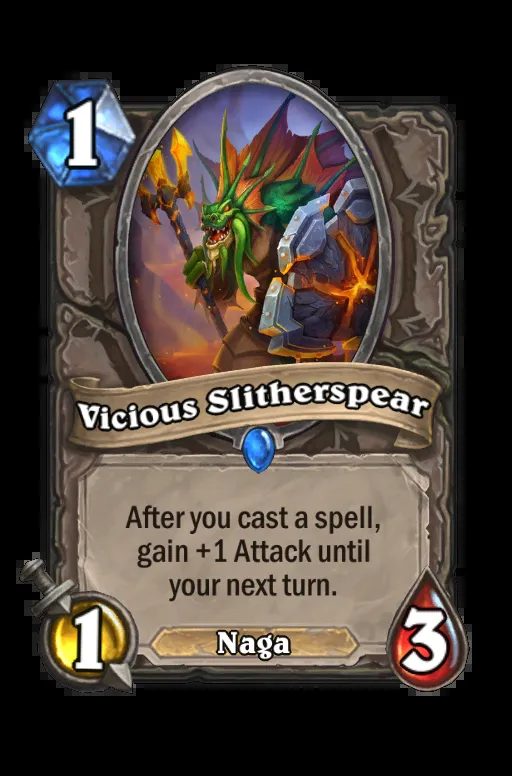 1
Vicious Slitherspear
After you cast a spell,
gain +1 Attack until
your next turn.
1
Naga
3